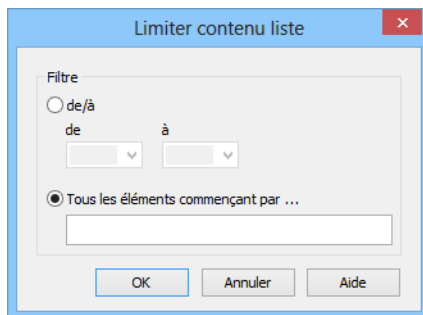 Limiter contenu liste
Filtre
de/à
de à
Tous les éléments commençant par ...
OK Annuler Aide